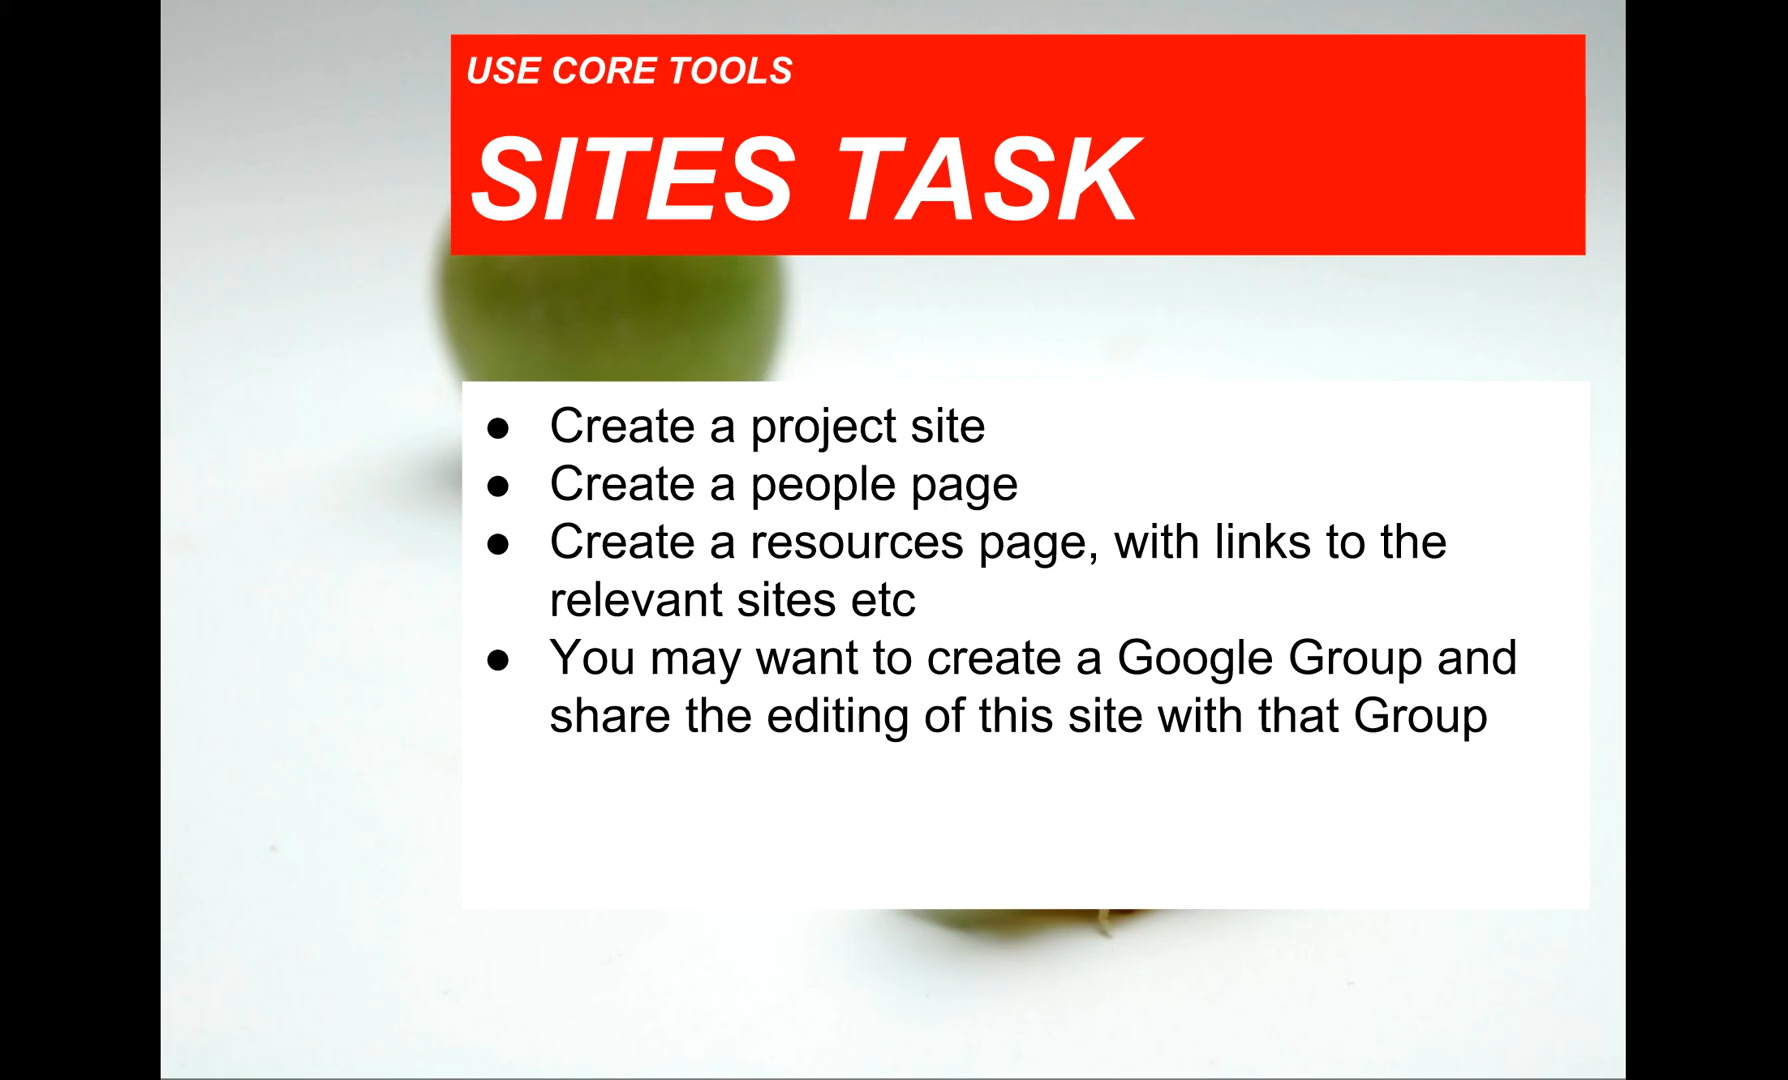 USE CORE TOOLS
SITES TASK
● Create a project site
● Create a people page
● Create a resources page, with links to the
relevant sites etc
● You may want to create a Google Group and
share the editing of this site with that Group